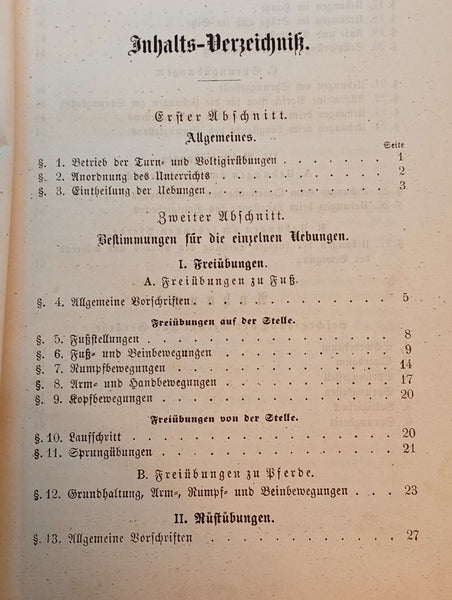 Inhalts-Verzeichniß.
Erster Abschnitt.
Allgemeines.
Seite
§. 1. Betrieb der Turn- und Voltigirübungen . . . . . . . . 1
§. 2. Anordnung des Unterrichts . . . . . . . . . . . . 2
§. 3. Eintheilung der Uebungen . . . . . . . . . . . . 3
Zweiter Abschnitt.
Bestimmungen für die einzelnen Uebungen.
I. Freiübungen.
A. Freiübungen zu Fuß.
§. 4. Allgemeine Vorschriften . . . . . . . . . . . . . 5
Freiübungen auf der Stelle.
§. 5. Fußstellungen . . . . . . . . . . . . . . . . 8
§. 6. Fuß- und Beinbewegungen . . . . . . . . . . . . 9
§. 7. Rumpfbewegungen . . . . . . . . . . . . . . 14
§. 8. Arm- und Handbewegungen . . . . . . . . . . . 17
§. 9. Kopfbewegungen . . . . . . . . . . . . . . . 20
Freiübungen von der Stelle.
§. 10. Laufschritt . . . . . . . . . . . . . . . . . 20
§. 11. Sprungübungen . . . . . . . . . . . . . . . 21
B. Freiübungen zu Pferde.
§. 12. Grundhaltung, Arm-, Rumpf- und Beinbewegungen . . . . 23
II. Rüstübungen.
§. 13. Allgemeine Vorschriften . . . . . . . . . . . . . 27